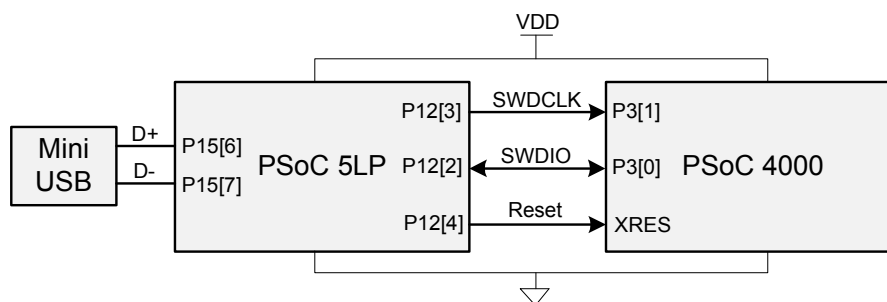 VDD
Mini
USB
D+
D-
P15[6]
P15[7]
PSoC 5LP
P12[3]
P12[2]
P12[4]
SWDCLK
SWDIO
Reset
P3[1]
P3[0]
XRES
PSoC 4000